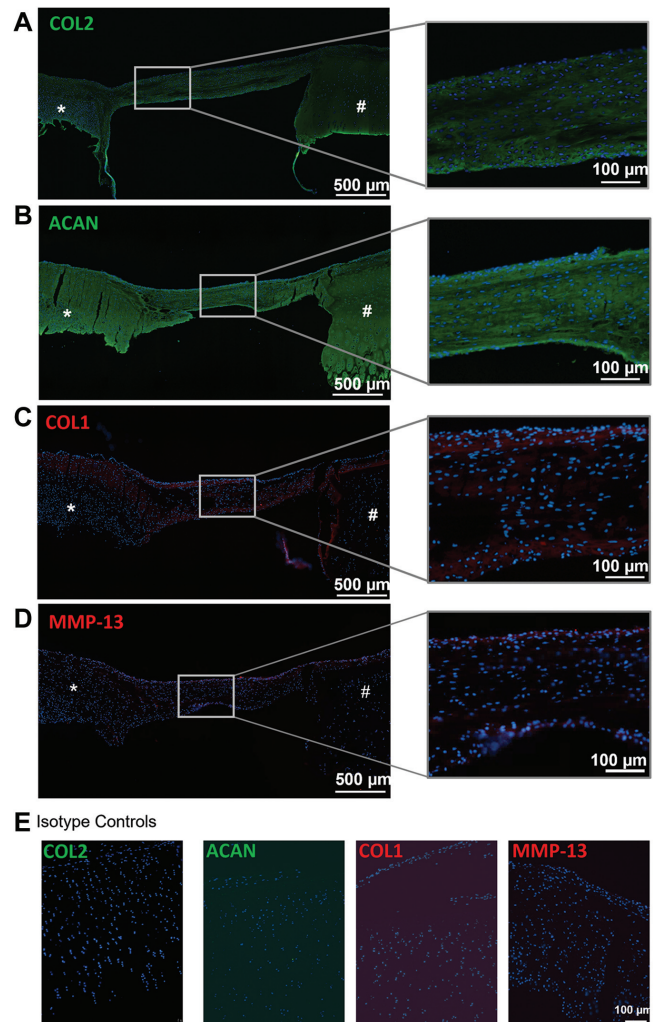 A
COL2
*
#
500 µm
100 µm
B
ACAN
*
#
500 µm
100 µm
C
COL1
*
#
500 µm
100 µm
D
MMP-13
*
#
500 µm
100 µm
E Isotype Controls
COL2 ACAN COL1 MMP-13
100 µm